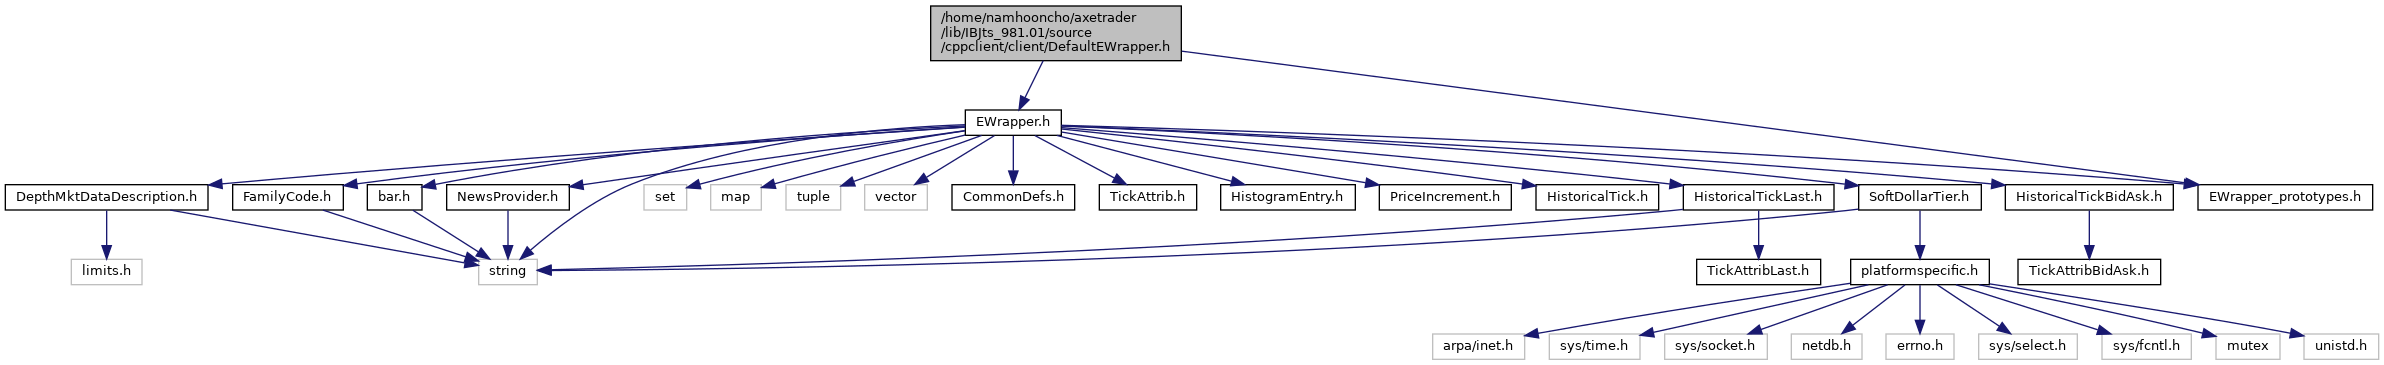 /home/namhooncho/axetrader
/lib/IBJts_981.01/source
/cppclient/client/DefaultEWrapper.h
EWrapper.h
DepthMktDataDescription.h
FamilyCode.h
bar.h
NewsProvider.h
set
map
tuple
vector
CommonDefs.h
TickAttrib.h
HistogramEntry.h
PriceIncrement.h
HistoricalTick.h
HistoricalTickLast.h
SoftDollarTier.h
HistoricalTickBidAsk.h
EWrapper_prototypes.h
limits.h
string
TickAttribLast.h
platformspecific.h
TickAttribBidAsk.h
arpa/inet.h
sys/time.h
sys/socket.h
netdb.h
errno.h
sys/select.h
sys/fcntl.h
mutex
unistd.h